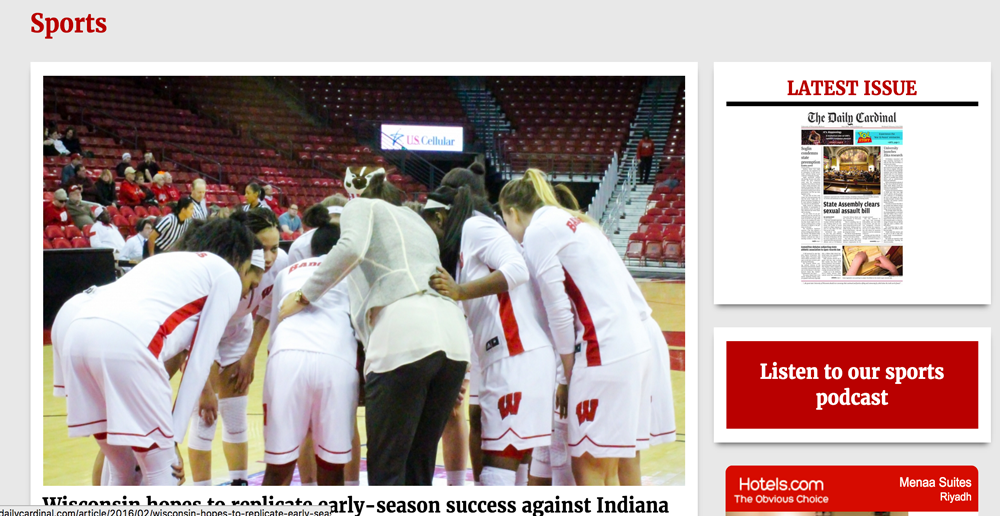 Sports
U.S. Cellular
BADG
B
W
W
Wisconsin hopes to replicate early-season success against Indiana
dailycardinal.com/article/2016/02/wisconsin-hopes-to-replicate-early-sea
LATEST ISSUE
The Daily Cardinal
State Assembly clears
sexual assault bill
Listen to our sports
podcast
Hotels.com
The Obvious Choice
Menaa Suites
Riyadh